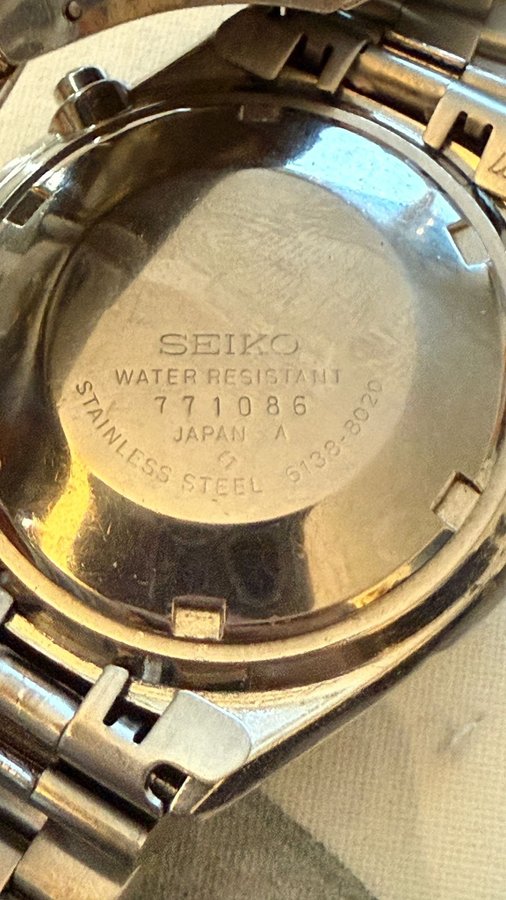 SEIKO
WATER RESISTANT
771086
JAPAN A
STAINLESS STEEL 6138-8020